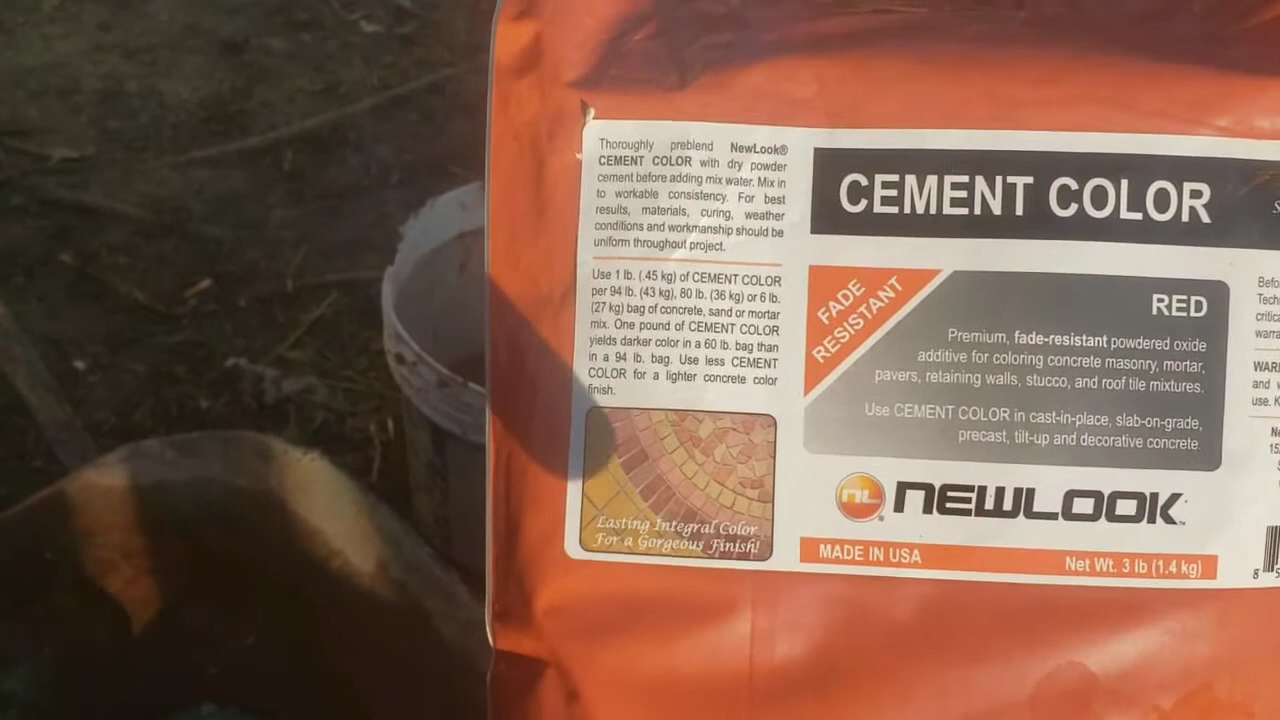 Thoroughly preblend NewLook®
CEMENT COLOR with dry powder
cement before adding mix water. Mix in
to workable consistency. For best
results, materials, curing, weather
conditions and workmanship should be
uniform throughout project.
Use 1 lb. (.45 kg) of CEMENT COLOR
per 94 lb. (43 kg), 80 lb. (36 kg) or 6 lb.
(27 kg) bag of concrete, sand or mortar
mix. One pound of CEMENT COLOR
yields darker color in a 60 lb. bag than
in a 94 lb. bag. Use less CEMENT
COLOR for a lighter concrete color
finish.
Lasting Integral Color
For a Gorgeous Finish!
CEMENT COLOR
FADE
RESISTANT
RED
Premium, fade-resistant powdered oxide
additive for coloring concrete masonry, mortar,
pavers, retaining walls, stucco, and roof tile mixtures.
Use CEMENT COLOR in cast-in-place, slab-on-grade,
precast, tilt-up and decorative concrete.
NL
NEWLOOK™
MADE IN USA
Net Wt. 3 lb (1.4 kg)
and
use.
8